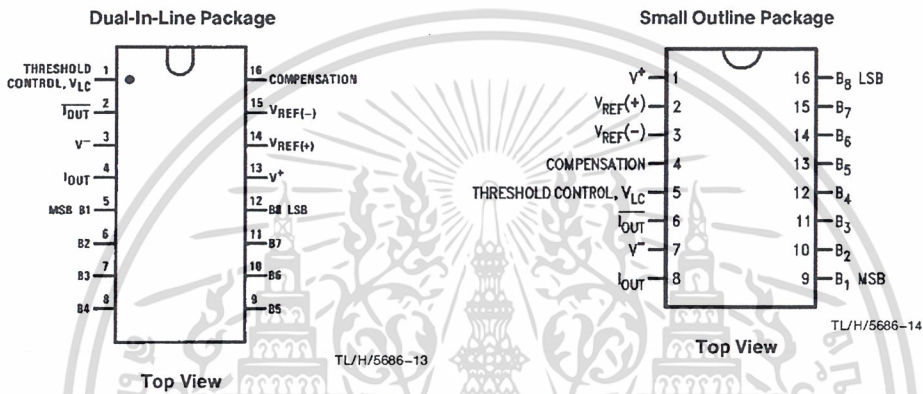 Dual-In-Line Package
THRESHOLD
CONTROL, VLC
1
I̅O̅U̅T̅
2
V−
3
IOUT
4
MSB B1
5
B2
6
B3
7
B4
8
16
COMPENSATION
15
VREF(−)
14
VREF(+)
13
V+
12
B8 LSB
11
B7
10
B6
9
B5
TL/H/5686–13
Top View
Small Outline Package
V+ 1
VREF(+) 2
VREF(−) 3
COMPENSATION 4
THRESHOLD CONTROL, VLC 5
I̅O̅U̅T̅ 6
V− 7
IOUT 8
16 B8 LSB
15 B7
14 B6
13 B5
12 B4
11 B3
10 B2
9 B1 MSB
TL/H/5686–14
Top View